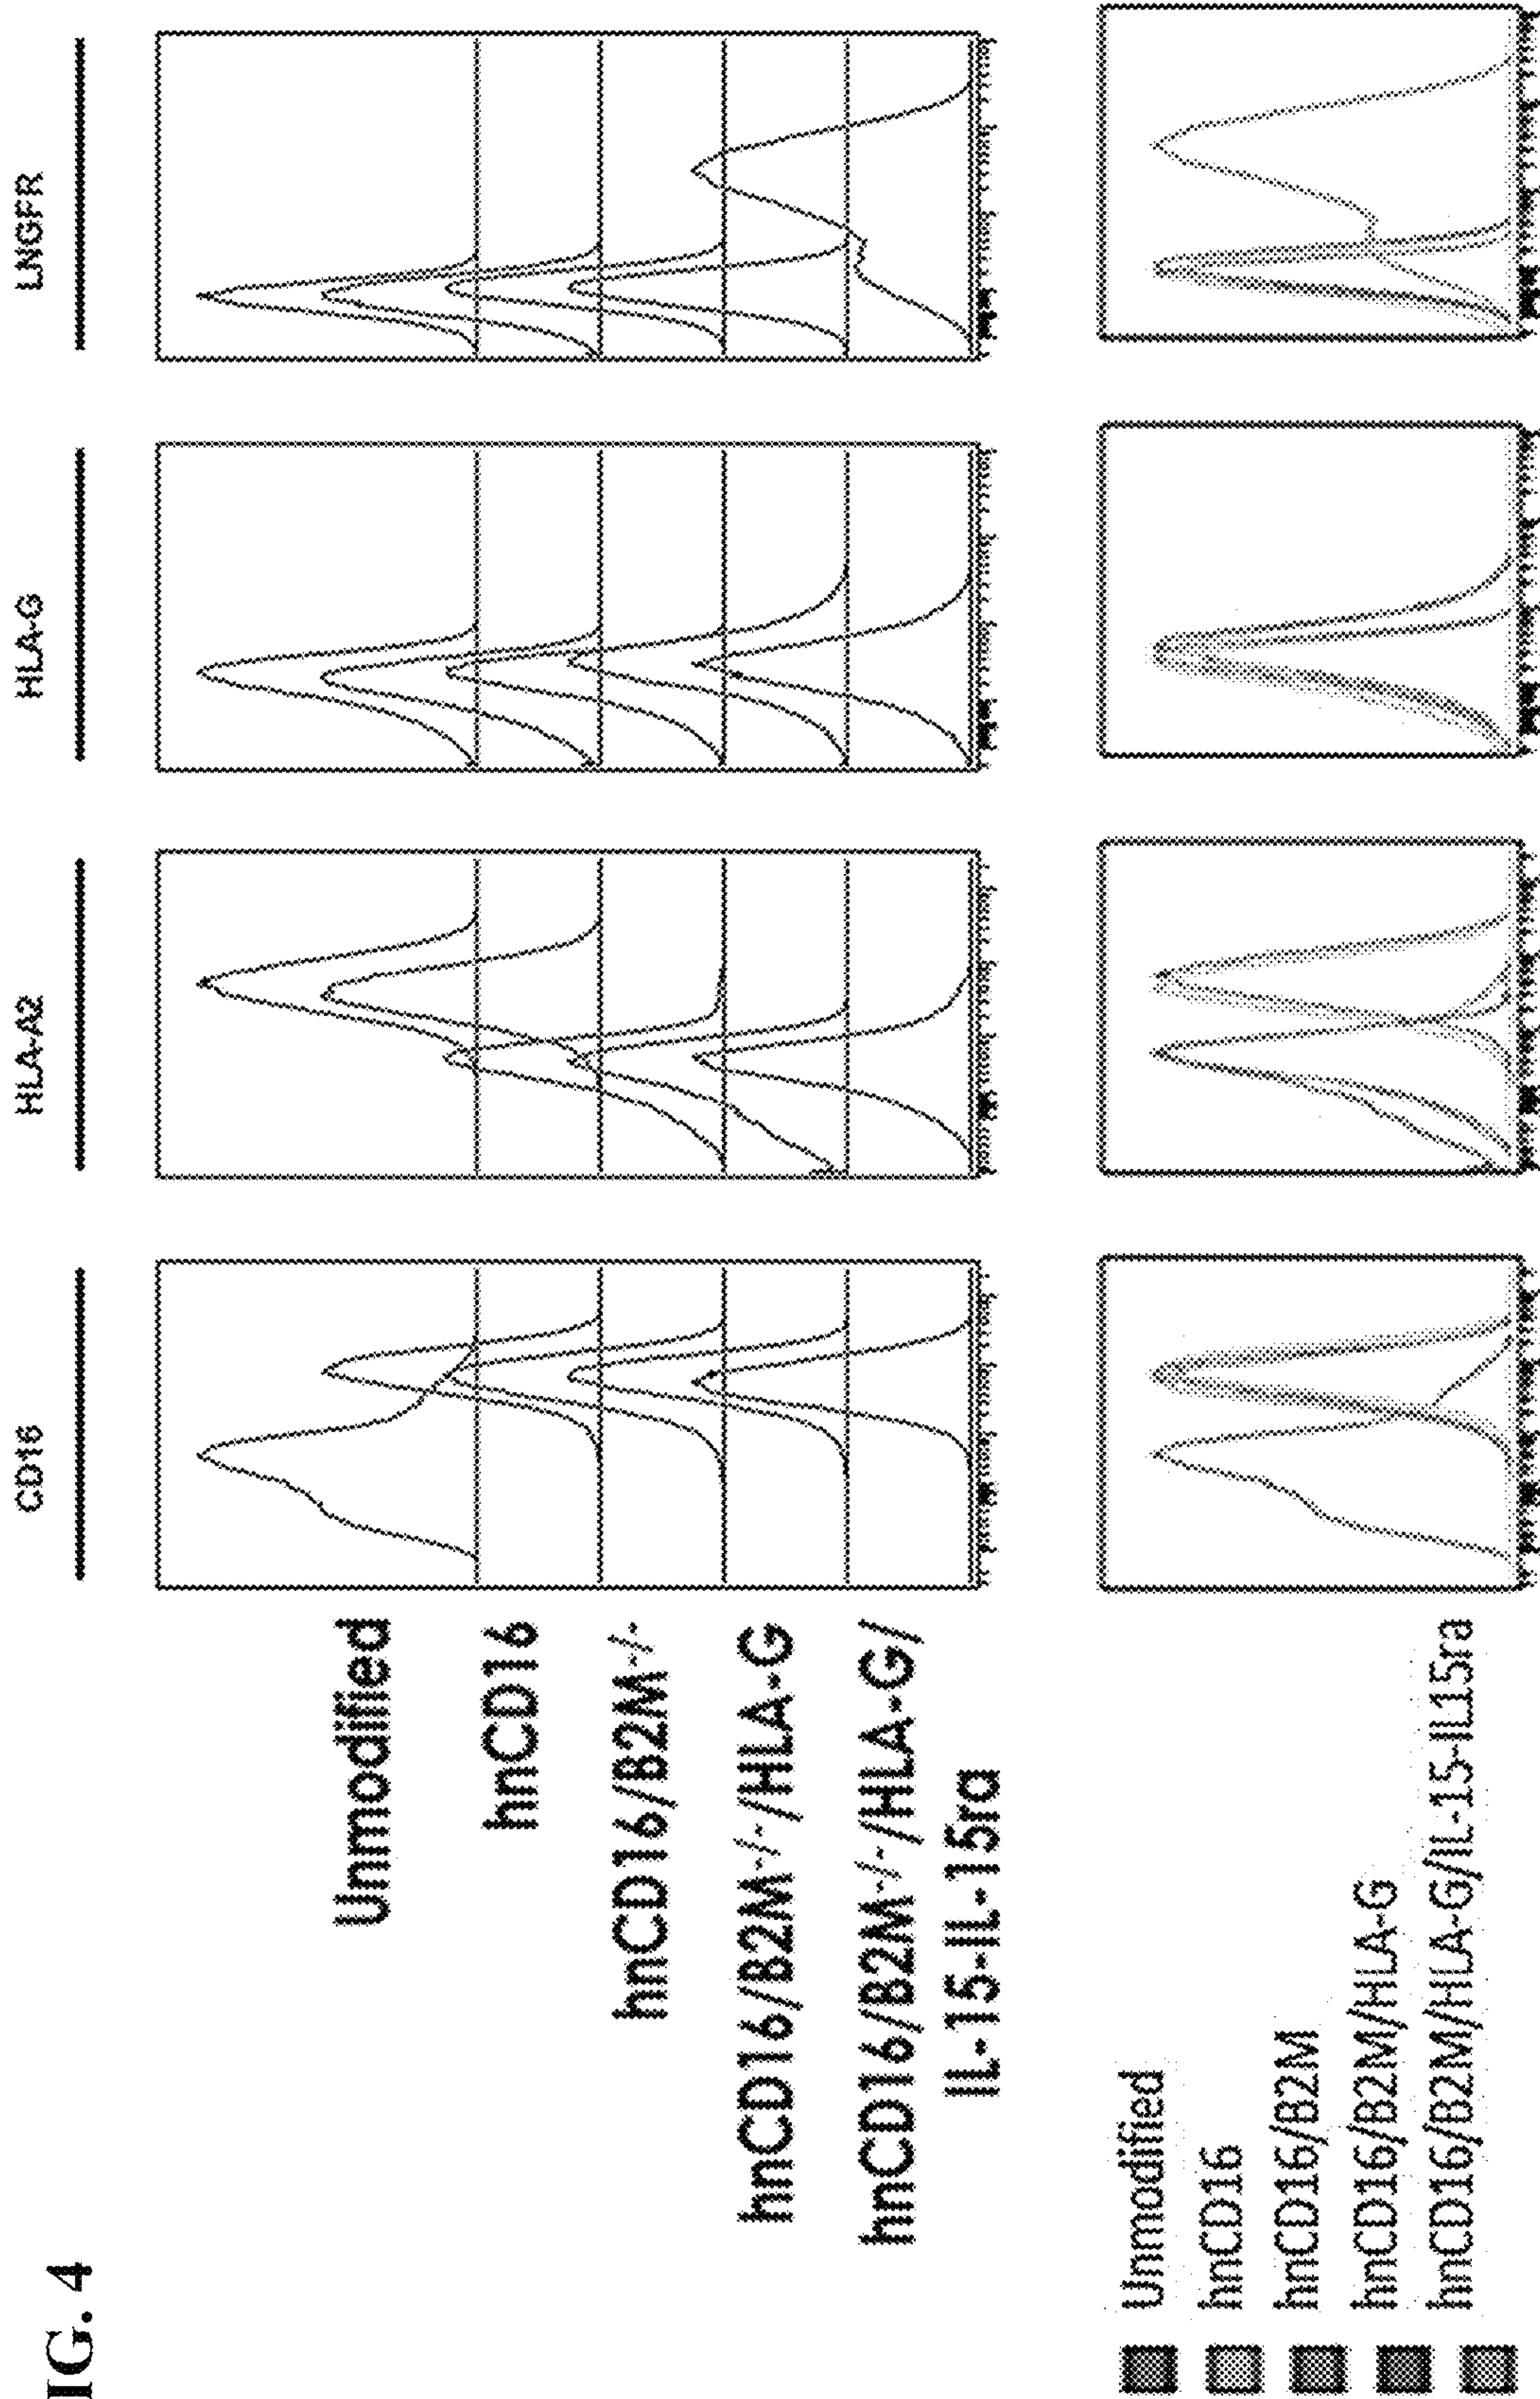 IG. 4
CD16
HLA-A2
HLA-G
LNGFR
Unmodified
hnCD16
hnCD16/B2M-/-
hnCD16/B2M-/-/HLA-G
hnCD16/B2M-/-/HLA-G/
IL-15-IL-15ra
Unmodified
hnCD16
hnCD16/B2M
hnCD16/B2M/HLA-G
hnCD16/B2M/HLA-G/IL-15-IL15ra